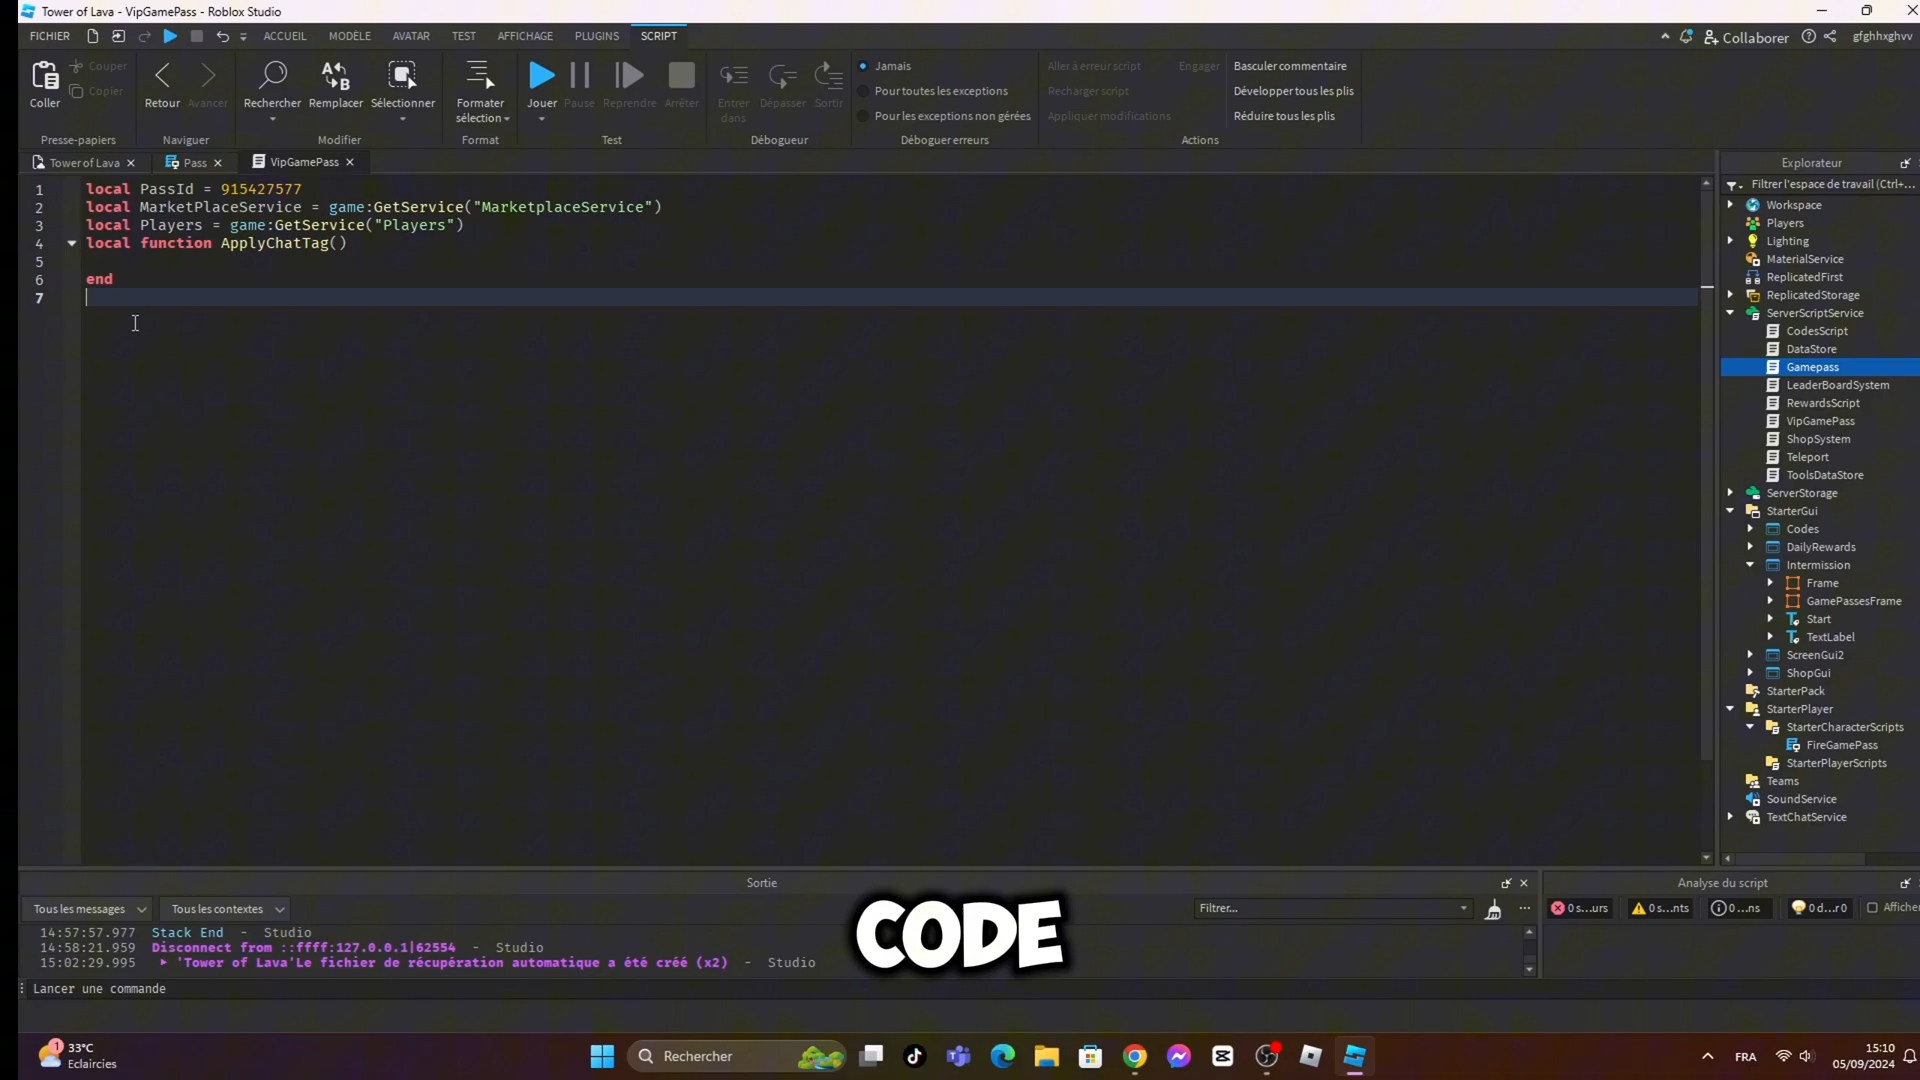 Tower of Lava - VipGamePass - Roblox Studio
FICHIER ACCUEIL MODÈLE AVATAR TEST AFFICHAGE PLUGINS SCRIPT Collaborer gfghhxghvv
Coller Couper Copier Retour Avancer Rechercher Remplacer Sélectionner Formater sélection Jouer Pause Reprendre Arrêter Entrer dans Dépasser Sortir
Jamais
Pour toutes les exceptions
Pour les exceptions non gérées
Aller à erreur script Engager Basculer commentaire
Recharger script Développer tous les plis
Appliquer modifications Réduire tous les plis
Presse-papiers Naviguer Modifier Format Test Débogueur Déboguer erreurs Actions
Tower of Lava Pass VipGamePass
1 local PassId = 915427577
2 local MarketPlaceService = game:GetService("MarketplaceService")
3 local Players = game:GetService("Players")
4 local function ApplyChatTag()
5
6 end
7
Explorateur
Filtrer l'espace de travail (Ctrl+...
Workspace
Players
Lighting
MaterialService
ReplicatedFirst
ReplicatedStorage
ServerScriptService
CodesScript
DataStore
Gamepass
LeaderBoardSystem
RewardsScript
VipGamePass
ShopSystem
Teleport
ToolsDataStore
ServerStorage
StarterGui
Codes
DailyRewards
Intermission
Frame
GamePassesFrame
Start
TextLabel
ScreenGui2
ShopGui
StarterPack
StarterPlayer
StarterCharacterScripts
FireGamePass
StarterPlayerScripts
Teams
SoundService
TextChatService
Sortie
Tous les messages Tous les contextes Filtrer...
14:57:57.977 Stack End - Studio
14:58:21.959 Disconnect from ::ffff:127.0.0.1|62554 - Studio
15:02:29.995 'Tower of Lava'Le fichier de récupération automatique a été créé (x2) - Studio
Analyse du script
0 s...urs 0 s...nts 0 ...ns 0 d...r0 Afficher
CODE
Lancer une commande
1 33°C
Eclaircies
Rechercher
FRA
15:10
05/09/2024